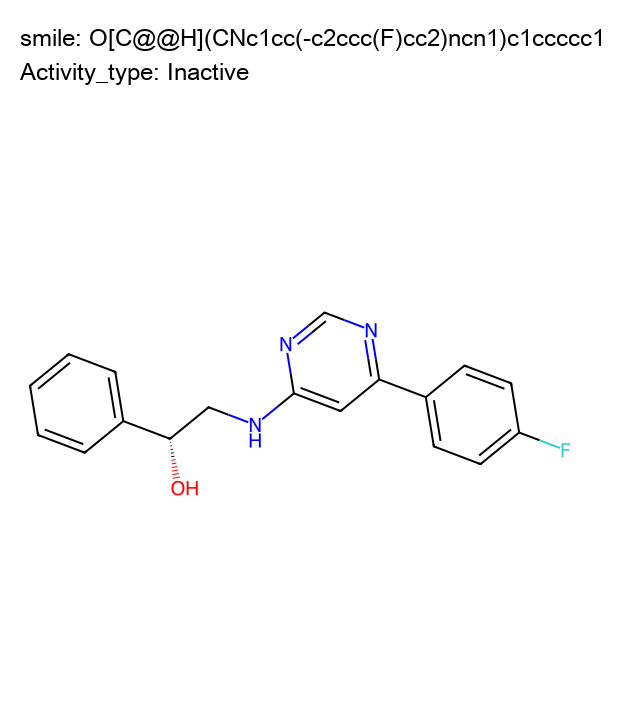 smile: O[C@@H](CNc1cc(-c2ccc(F)cc2)ncn1)c1ccccc1
Activity_type: Inactive
N
N
N
H
F
OH